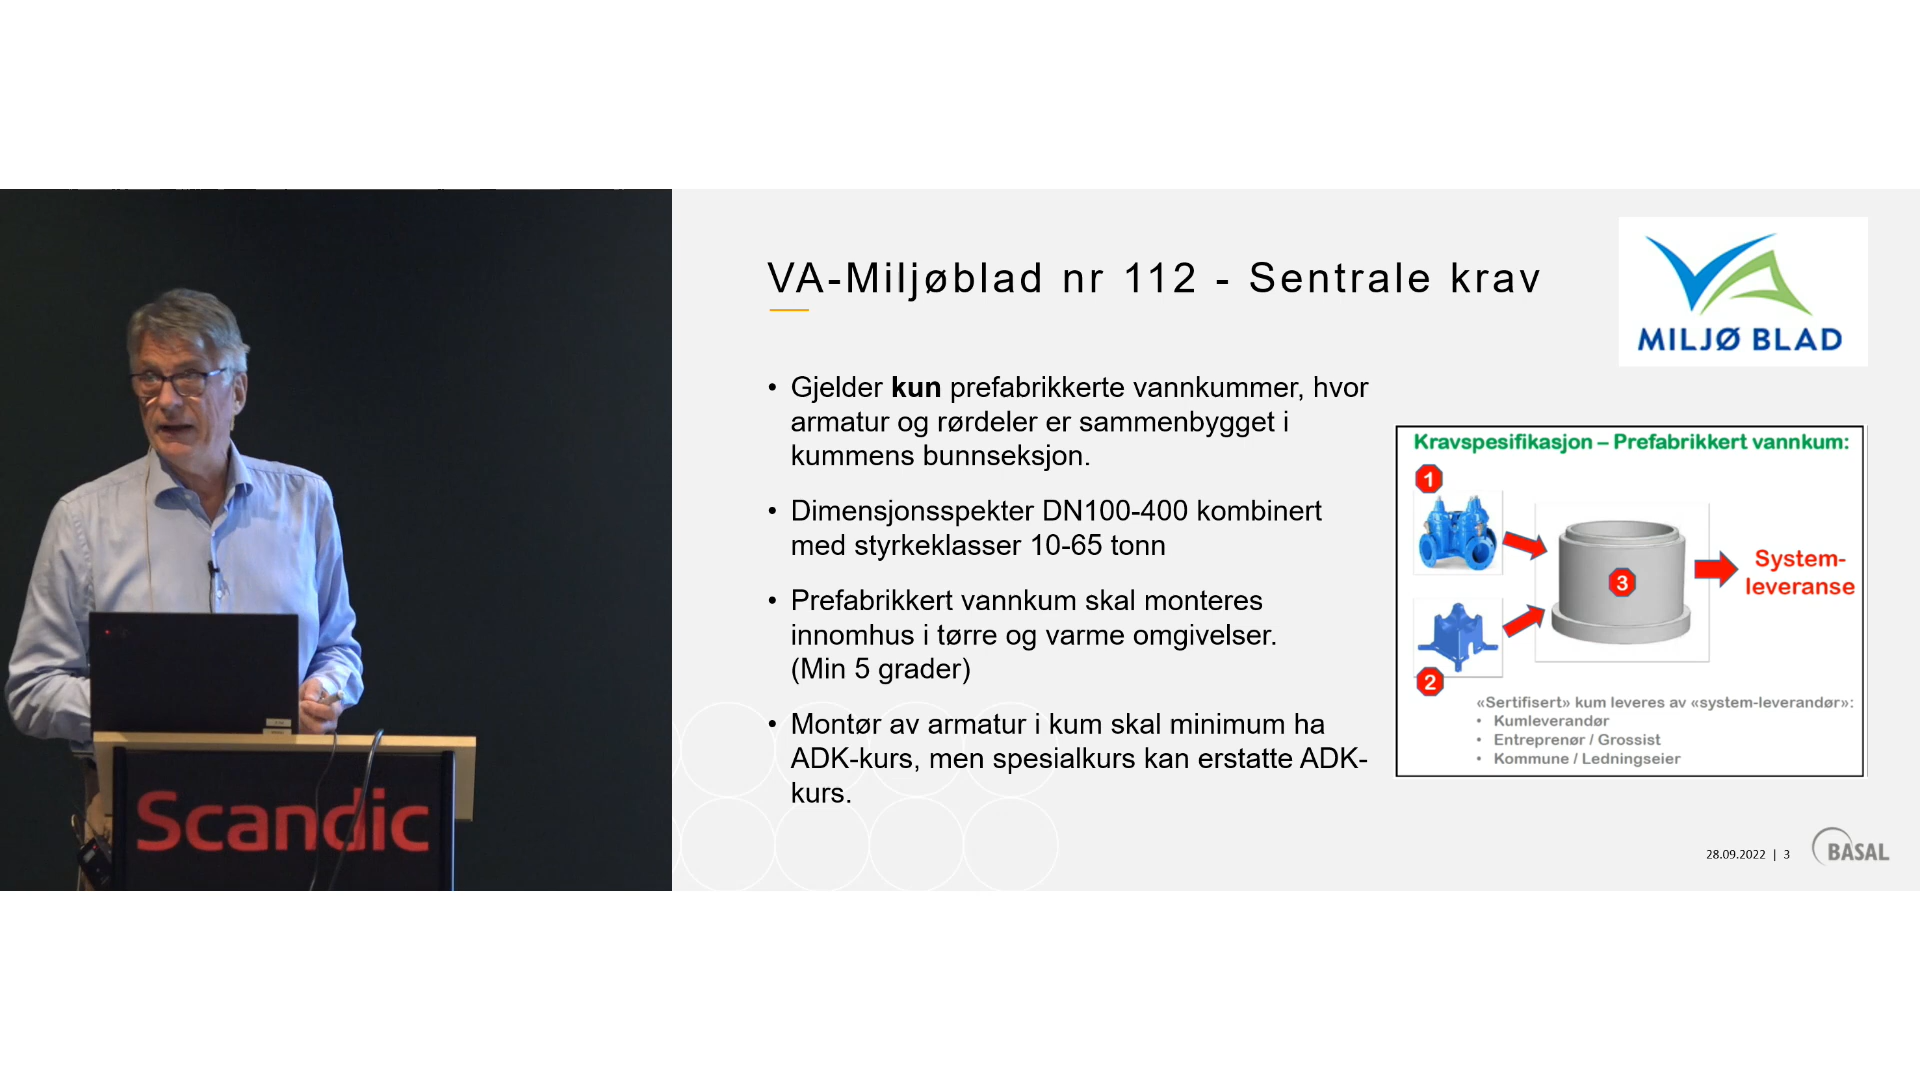 VA-Miljøblad nr 112 - Sentrale krav
MILJØ BLAD
• Gjelder kun prefabrikkerte vannkummer, hvor
armatur og rørdeler er sammenbygget i
kummens bunnseksjon.
• Dimensjonsspekter DN100-400 kombinert
med styrkeklasser 10-65 tonn
• Prefabrikkert vannkum skal monteres
innomhus i tørre og varme omgivelser.
(Min 5 grader)
• Montør av armatur i kum skal minimum ha
ADK-kurs, men spesialkurs kan erstatte ADK-
kurs.
Kravspesifikasjon – Prefabrikkert vannkum:
1
2
3
System-
leveranse
«Sertifisert» kum leveres av «system-leverandør»:
• Kumleverandør
• Entreprenør / Grossist
• Kommune / Ledningseier
28.09.2022 | 3
BASAL
Scandic